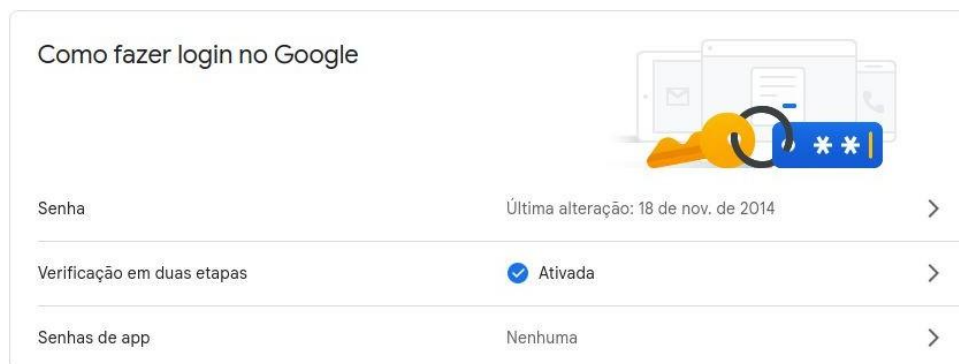 Como fazer login no Google
**
Senha Última alteração: 18 de nov. de 2014
Verificação em duas etapas Ativada
Senhas de app Nenhuma